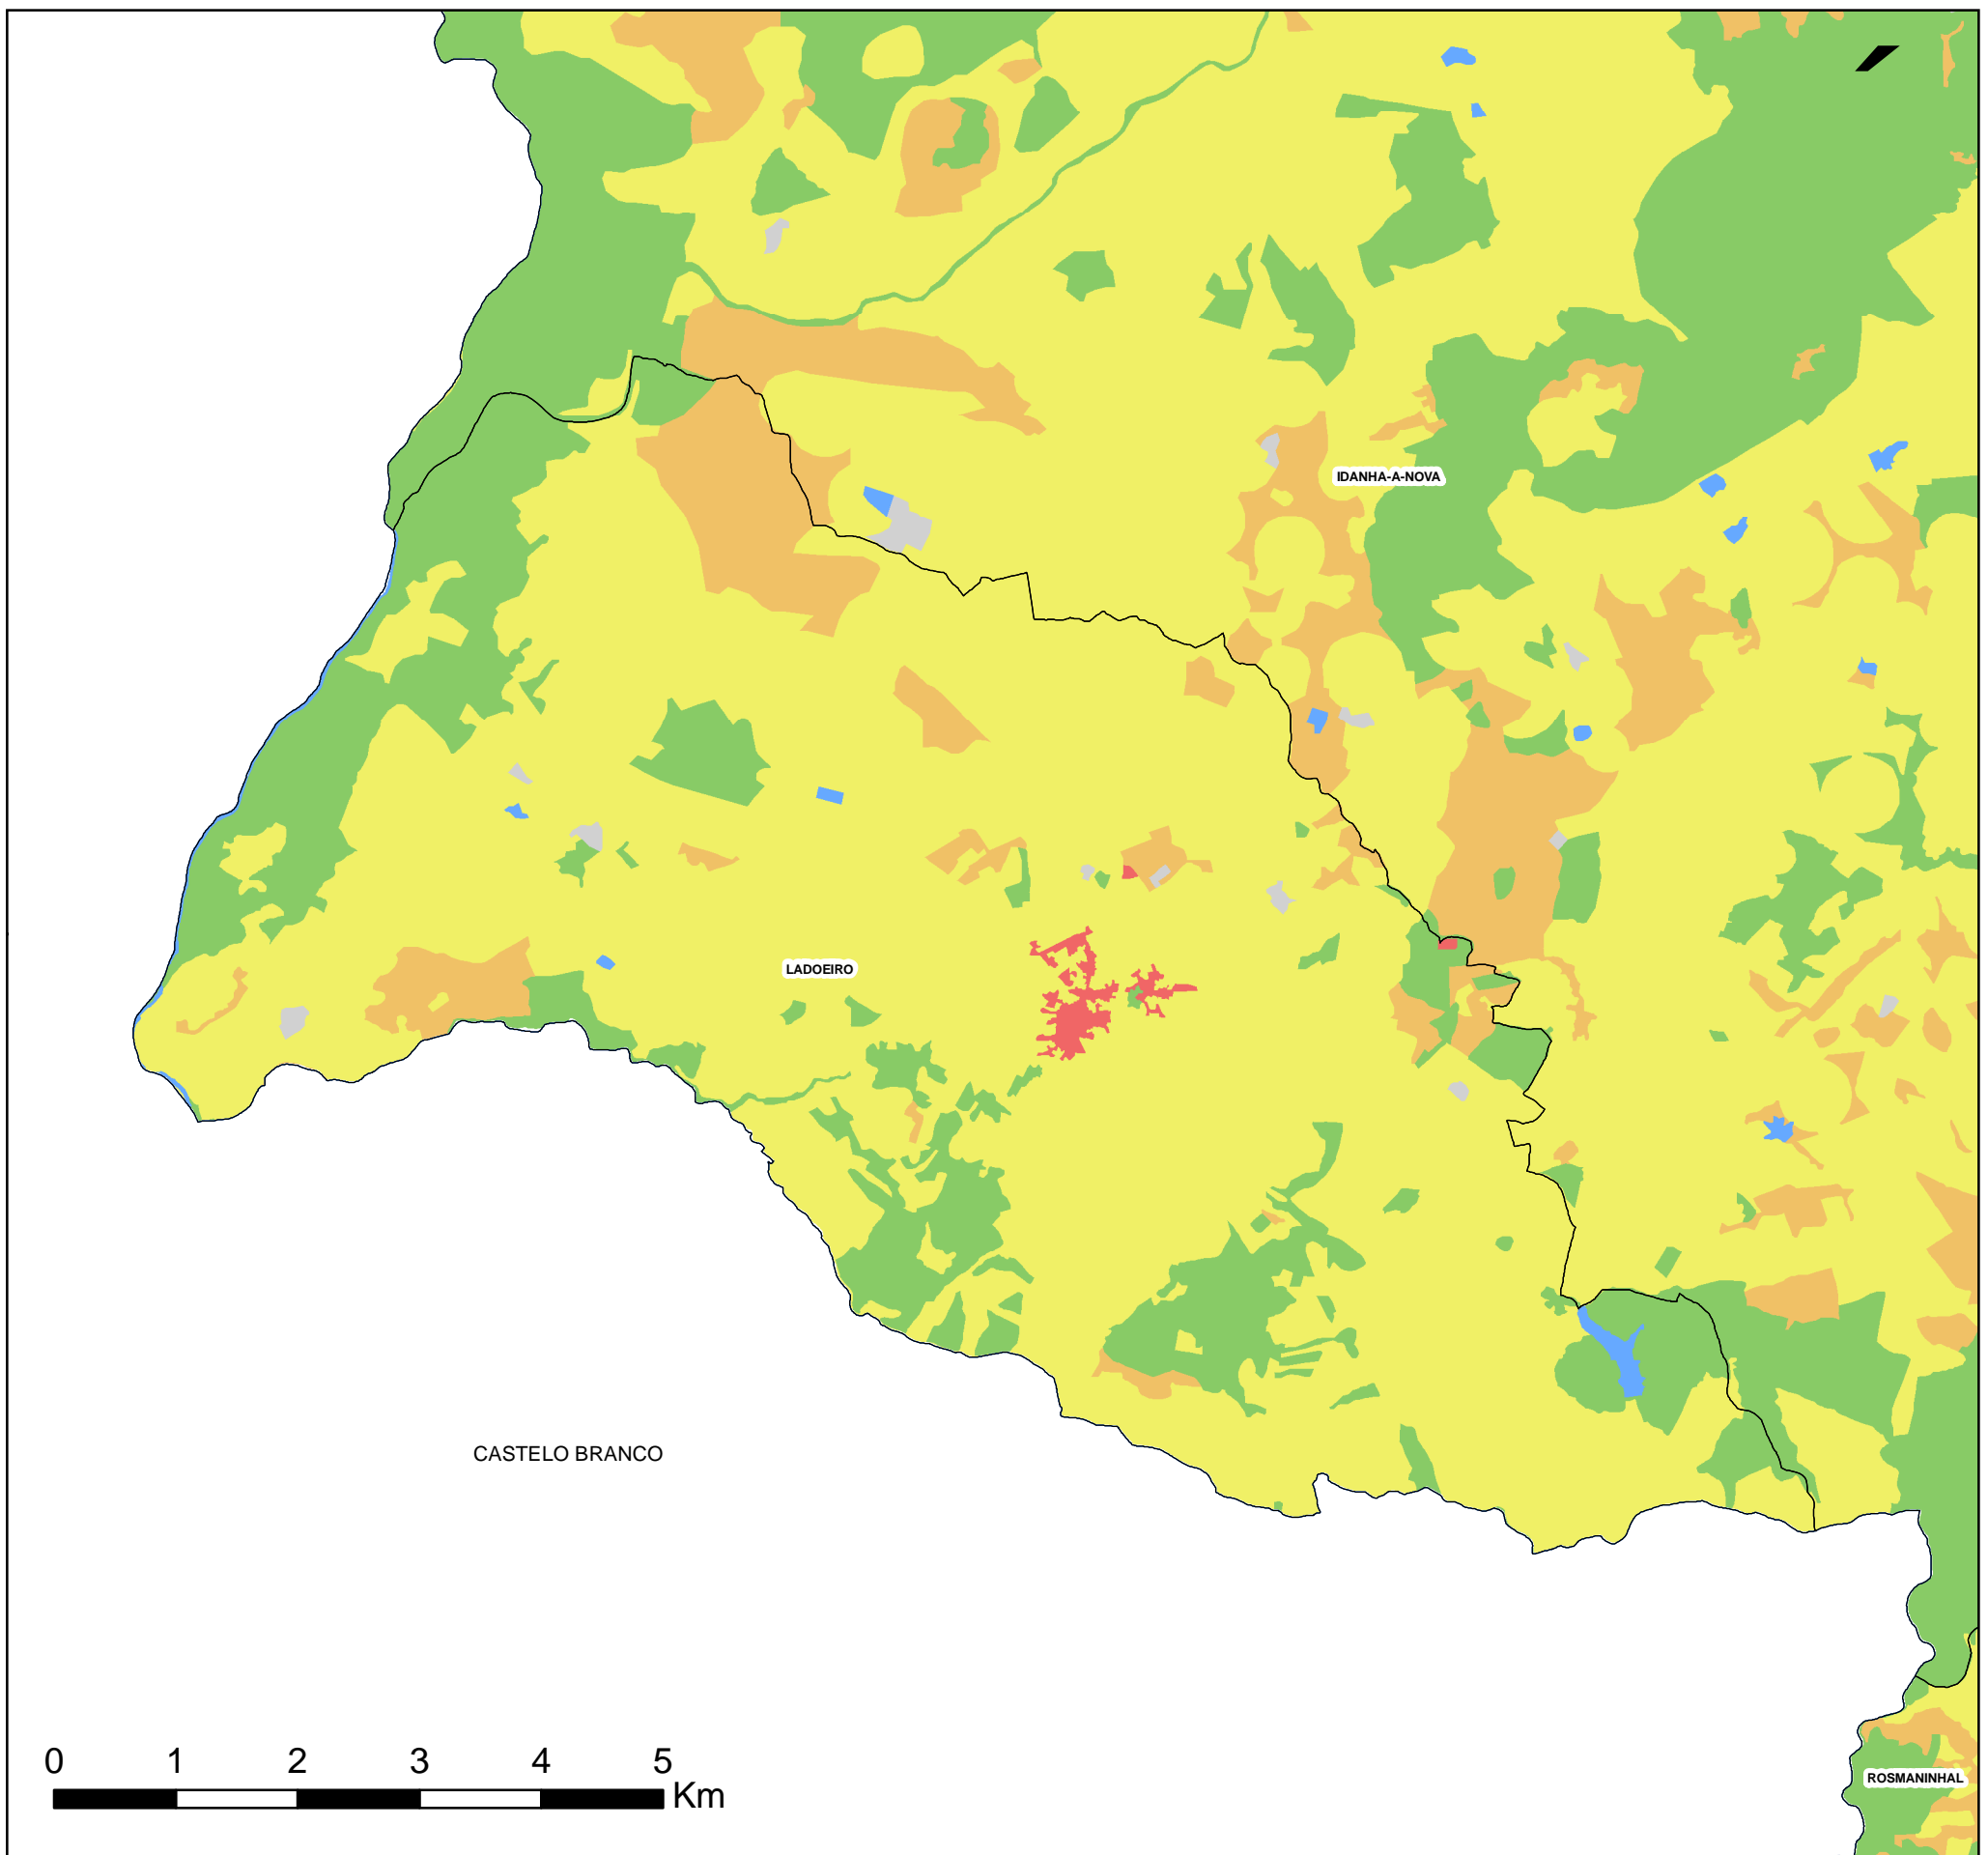 IDANHA-A-NOVA
LADOEIRO
CASTELO BRANCO
0 1 2 3 4 5
Km
ROSMANINHAL